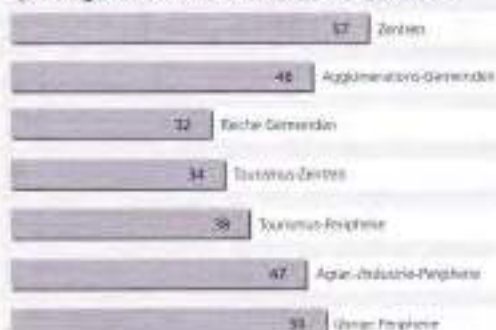 57 Zentren
48 Agglomerations-Gemeinden
32 Reiche Gemeinden
34 Tourismus-Zentren
38 Tourismus-Peripherie
47 Agrar-/Industrie-Peripherie
Übrige Peripherie